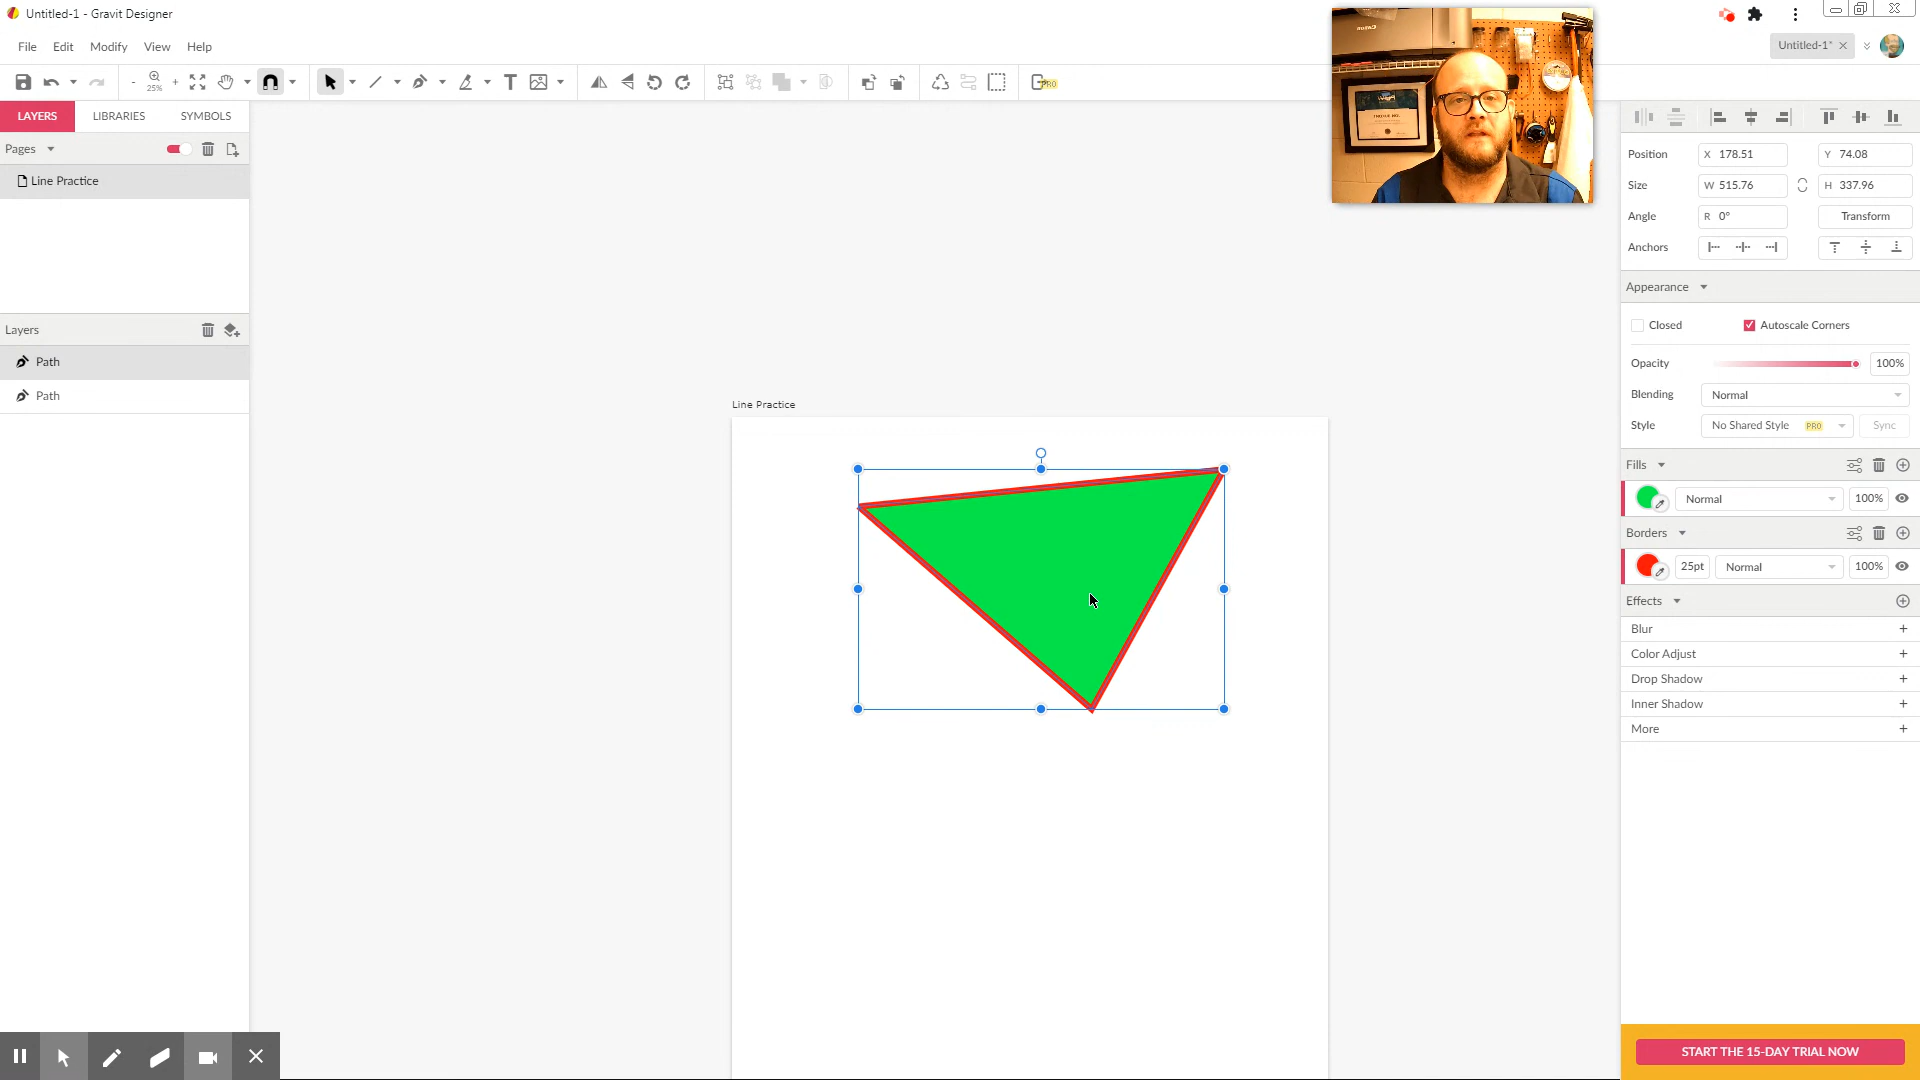 Untitled-1 - Gravit Designer
File Edit Modify View Help
Untitled-1*
- 25% +
T
PRO
LAYERS LIBRARIES SYMBOLS
Pages
Line Practice
Layers
Path
Path
Line Practice
Position X 178.51 Y 74.08
Size W 515.76 H 337.96
Angle R 0° Transform
Anchors
Appearance
Closed Autoscale Corners
Opacity 100%
Blending Normal
Style No Shared Style PRO Sync
Fills
Normal 100%
Borders
25pt Normal 100%
Effects
Blur +
Color Adjust +
Drop Shadow +
Inner Shadow +
More +
START THE 15-DAY TRIAL NOW